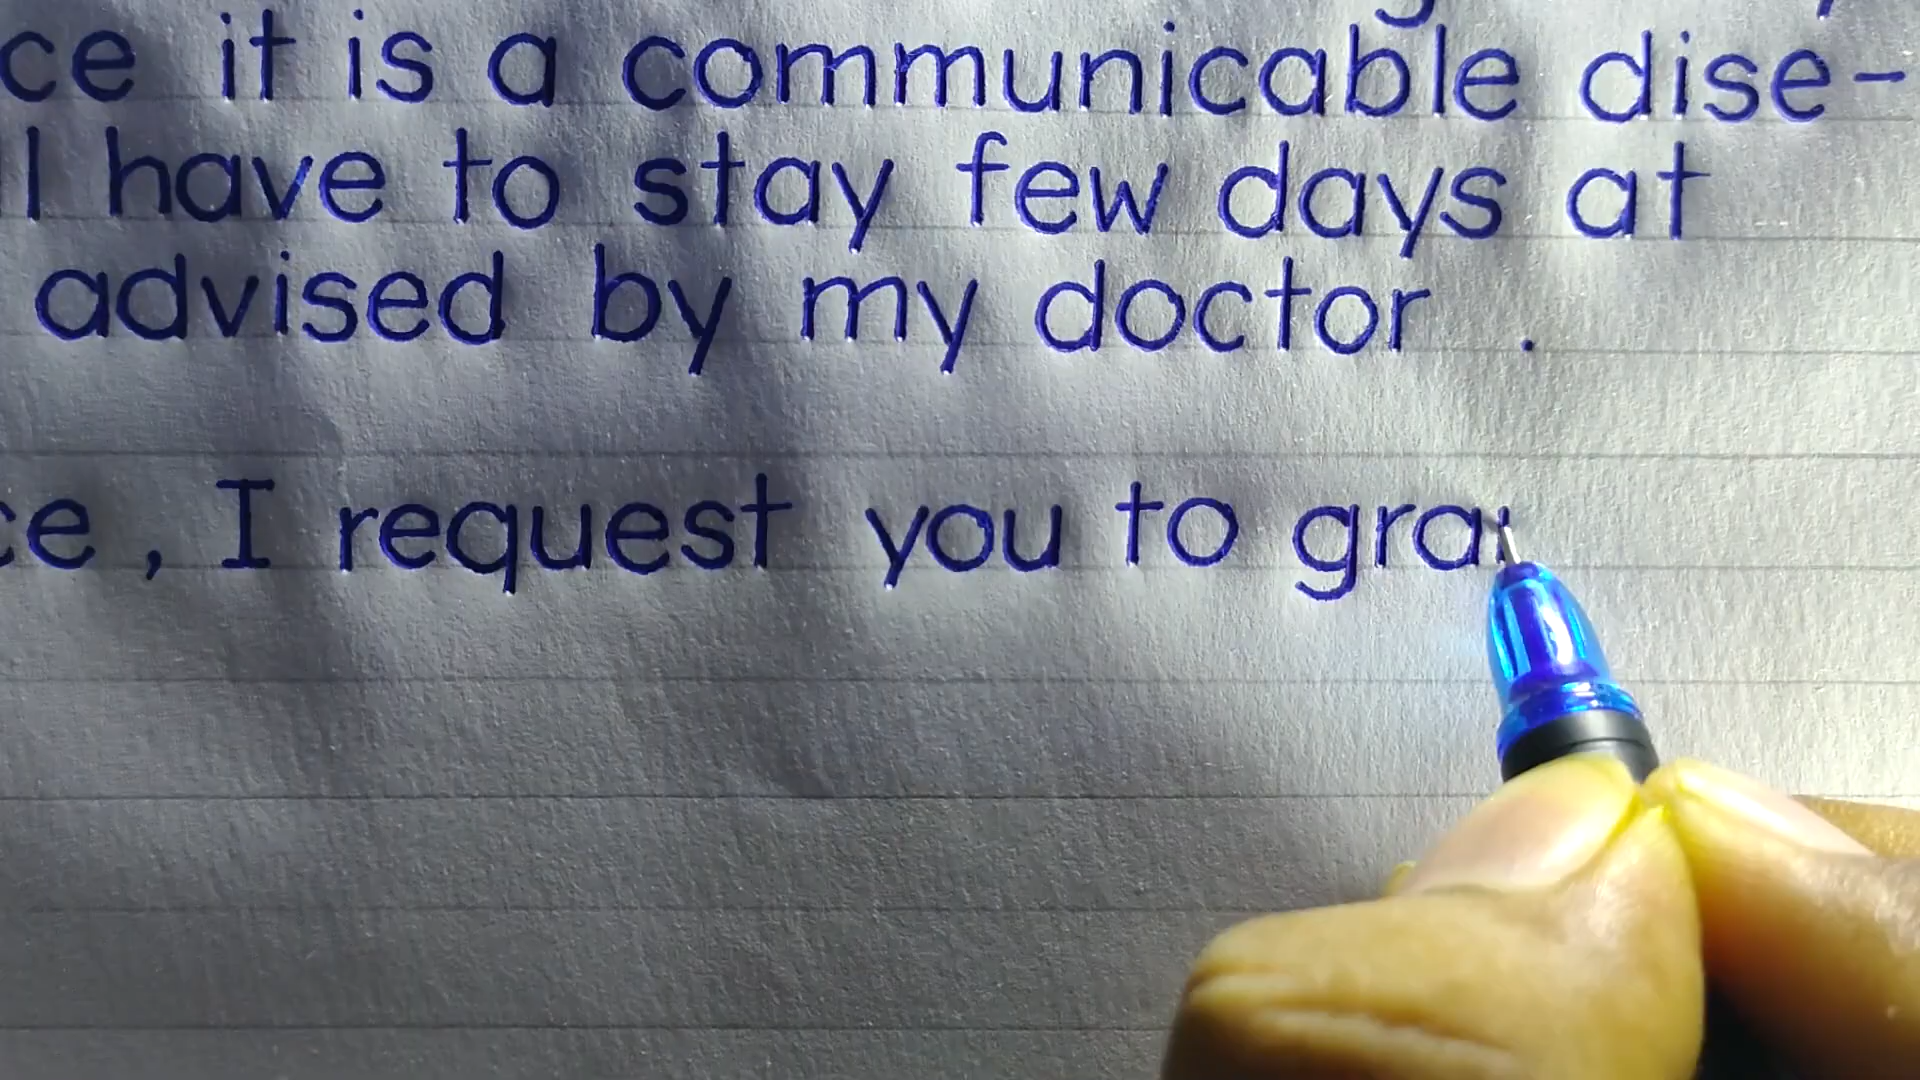 ce it is a communicable dise-
l have to stay few days at
advised by my doctor .
ce , I request you to gra